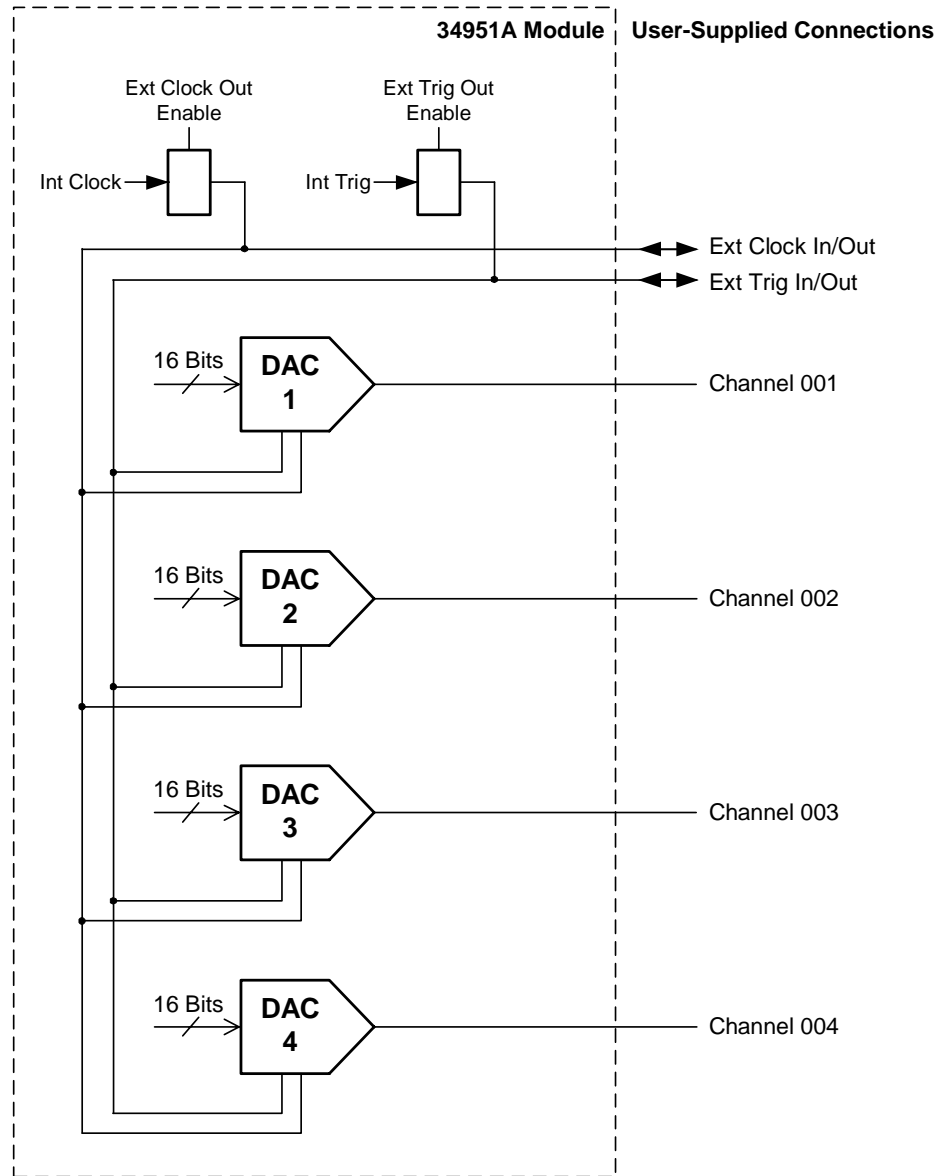 34951A Module
User-Supplied Connections
Ext Clock Out
Enable
Ext Trig Out
Enable
Int Clock
Int Trig
Ext Clock In/Out
Ext Trig In/Out
16 Bits
DAC
1
Channel 001
16 Bits
DAC
2
Channel 002
16 Bits
DAC
3
Channel 003
16 Bits
DAC
4
Channel 004